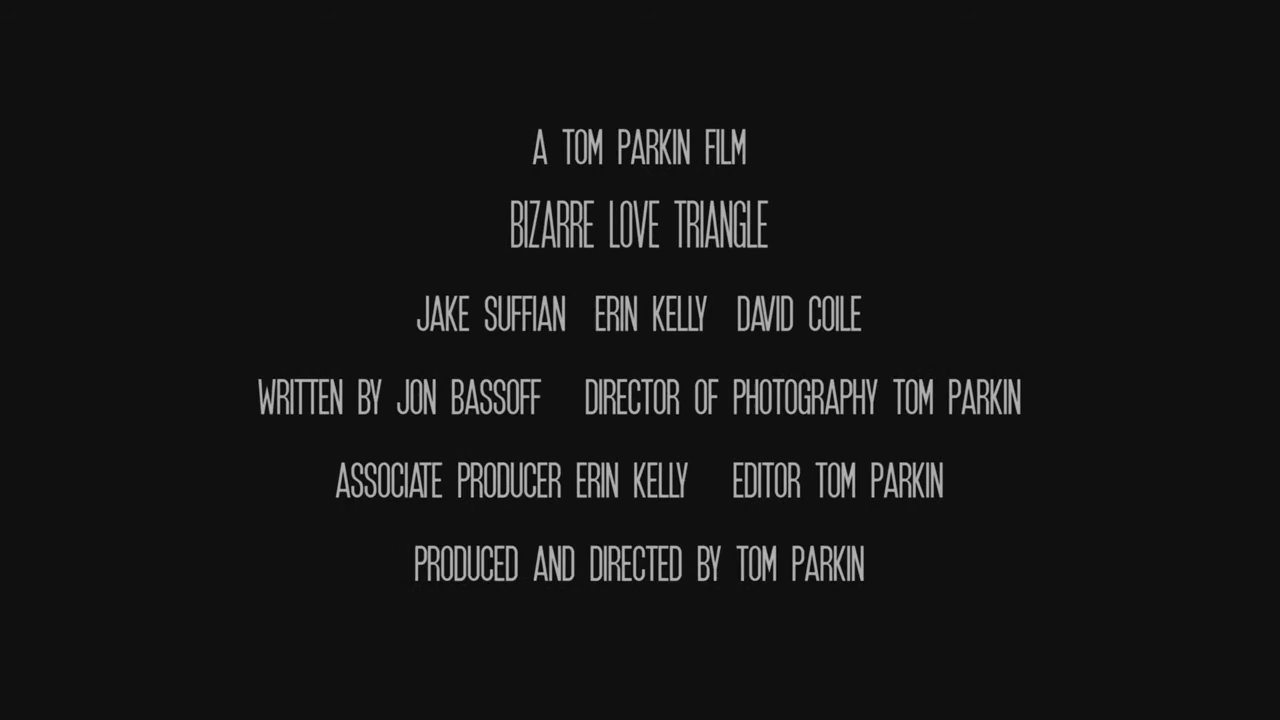 A TOM PARKIN FILM
BIZARRE LOVE TRIANGLE
JAKE SUFFIAN ERIN KELLY DAVID COILE
WRITTEN BY JON BASSOFF DIRECTOR OF PHOTOGRAPHY TOM PARKIN
ASSOCIATE PRODUCER ERIN KELLY EDITOR TOM PARKIN
PRODUCED AND DIRECTED BY TOM PARKIN